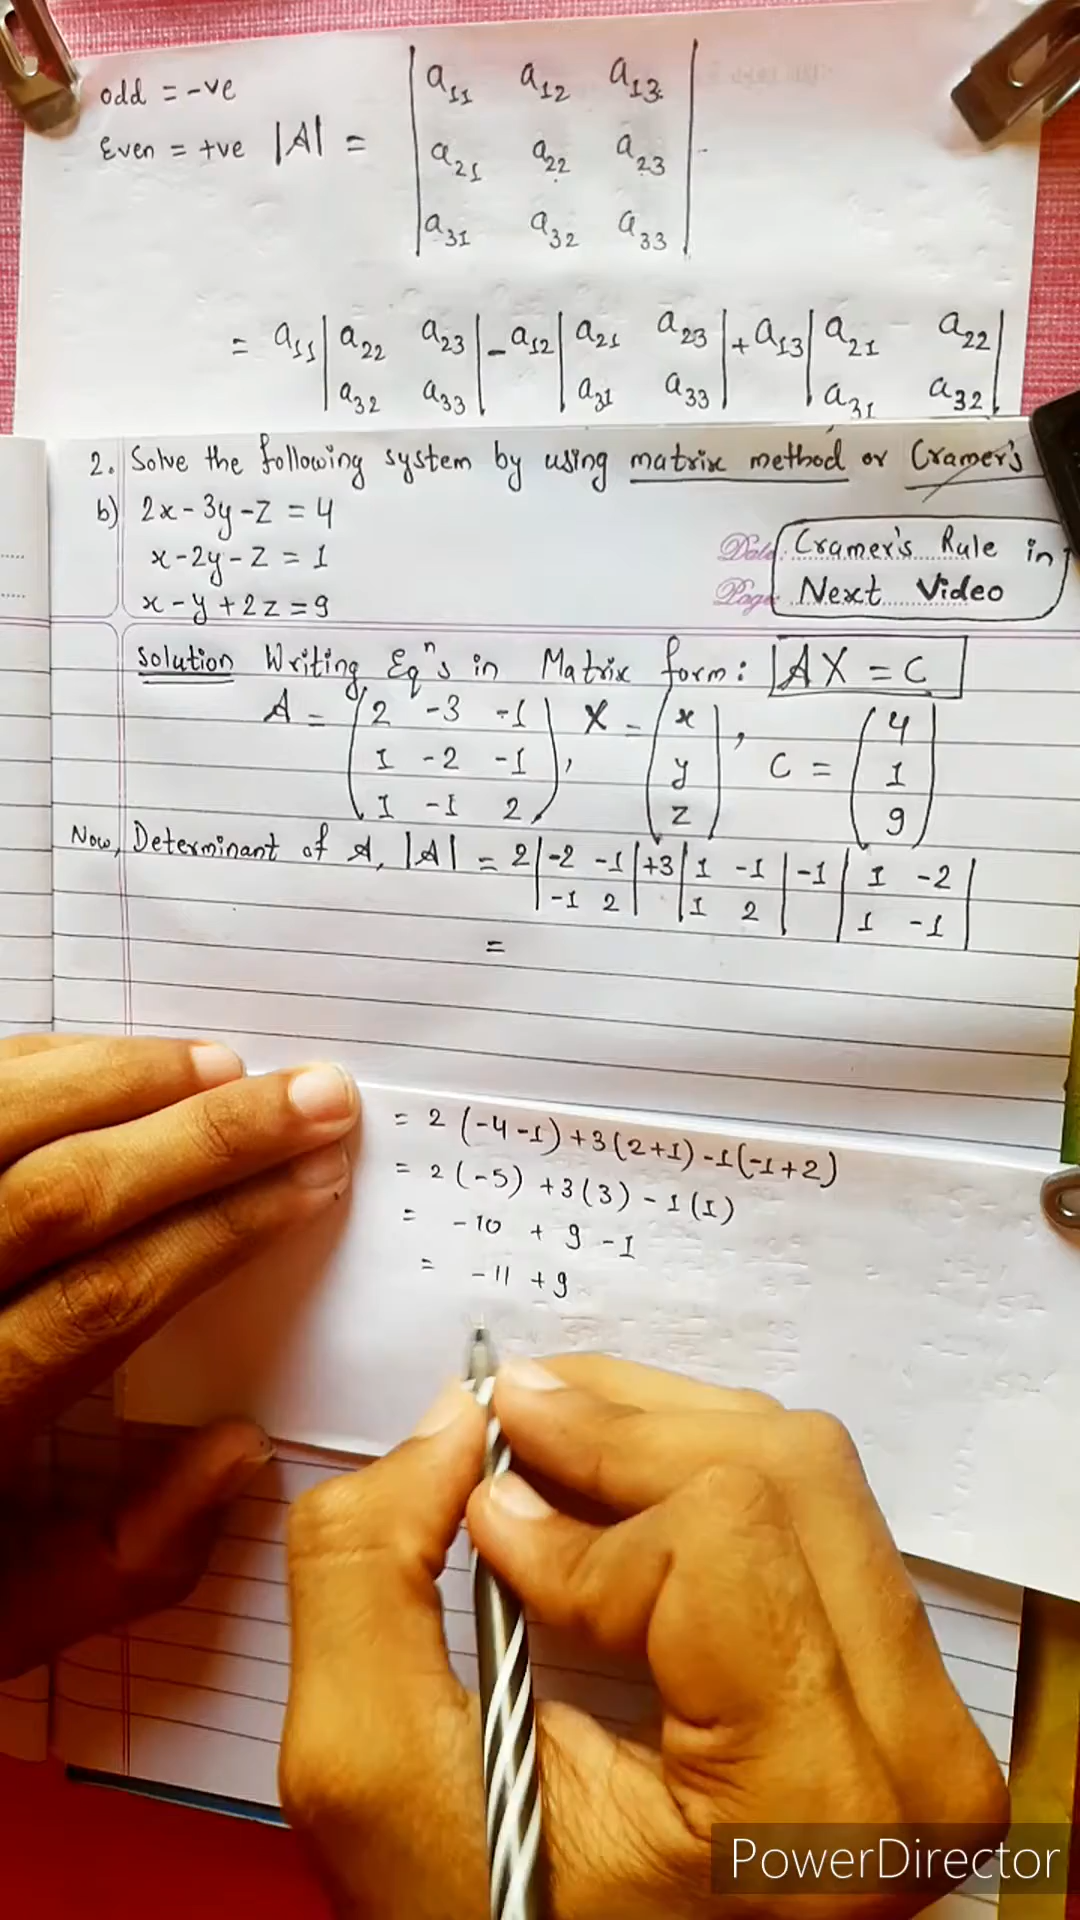 odd = -ve
Even = +ve |A| = | a11 a12 a13 |
| a21 a22 a23 |
| a31 a32 a33 |
= a11 | a22 a23 | - a12 | a21 a23 | + a13 | a21 a22 |
| a32 a33 | | a31 a33 | | a31 a32 |
2. Solve the following system by using matrix method or Cramer's
b) 2x - 3y - z = 4
x - 2y - z = 1
x - y + 2z = 9
Date: Cramer's Rule in
Page: Next Video
Solution Writing Eqⁿ's in Matrix form: AX = C
A = ( 2 -3 -1 ) X = ( x ) , C = ( 4 )
( 1 -2 -1 ) , ( y ) ( 1 )
( 1 -1 2 ) ( z ) ( 9 )
Now, Determinant of A, |A| = 2 | -2 -1 | +3 | 1 -1 | -1 | 1 -2 |
| -1 2 | | 1 2 | | 1 -1 |
=
= 2 (-4-1) +3(2+1) -1(-1+2)
= 2(-5) +3(3) - 1(1)
= -10 + 9 - 1
= -11 + 9
PowerDirector